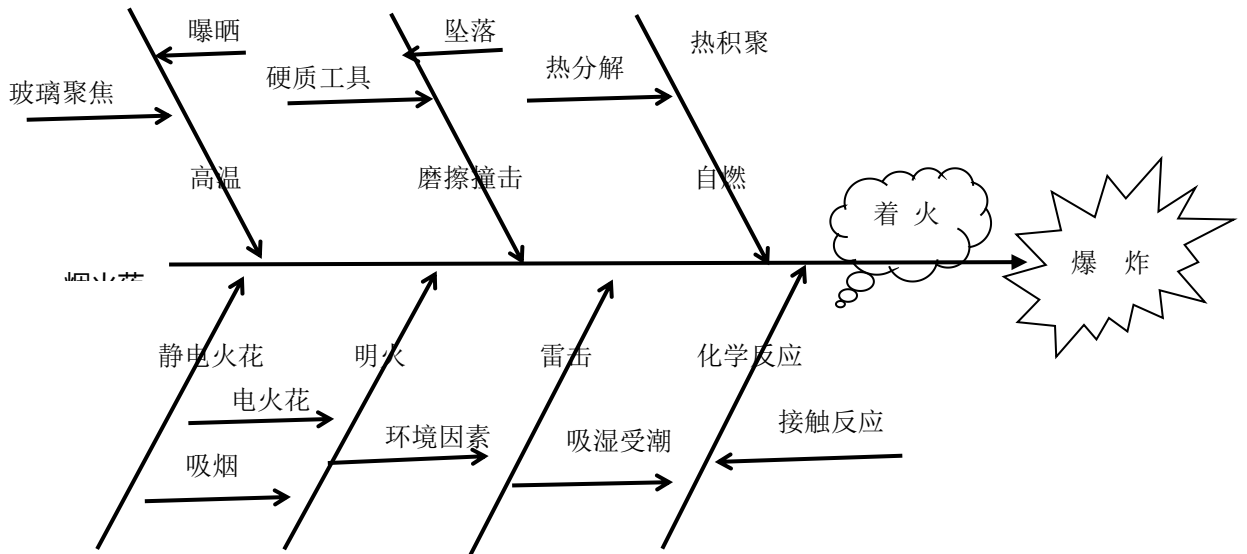 曝晒
坠落
热积聚
玻璃聚焦
硬质工具
热分解
高温
磨擦撞击
自燃
着 火
爆 炸
静电火花
明火
雷击
化学反应
电火花
环境因素
吸湿受潮
接触反应
吸烟